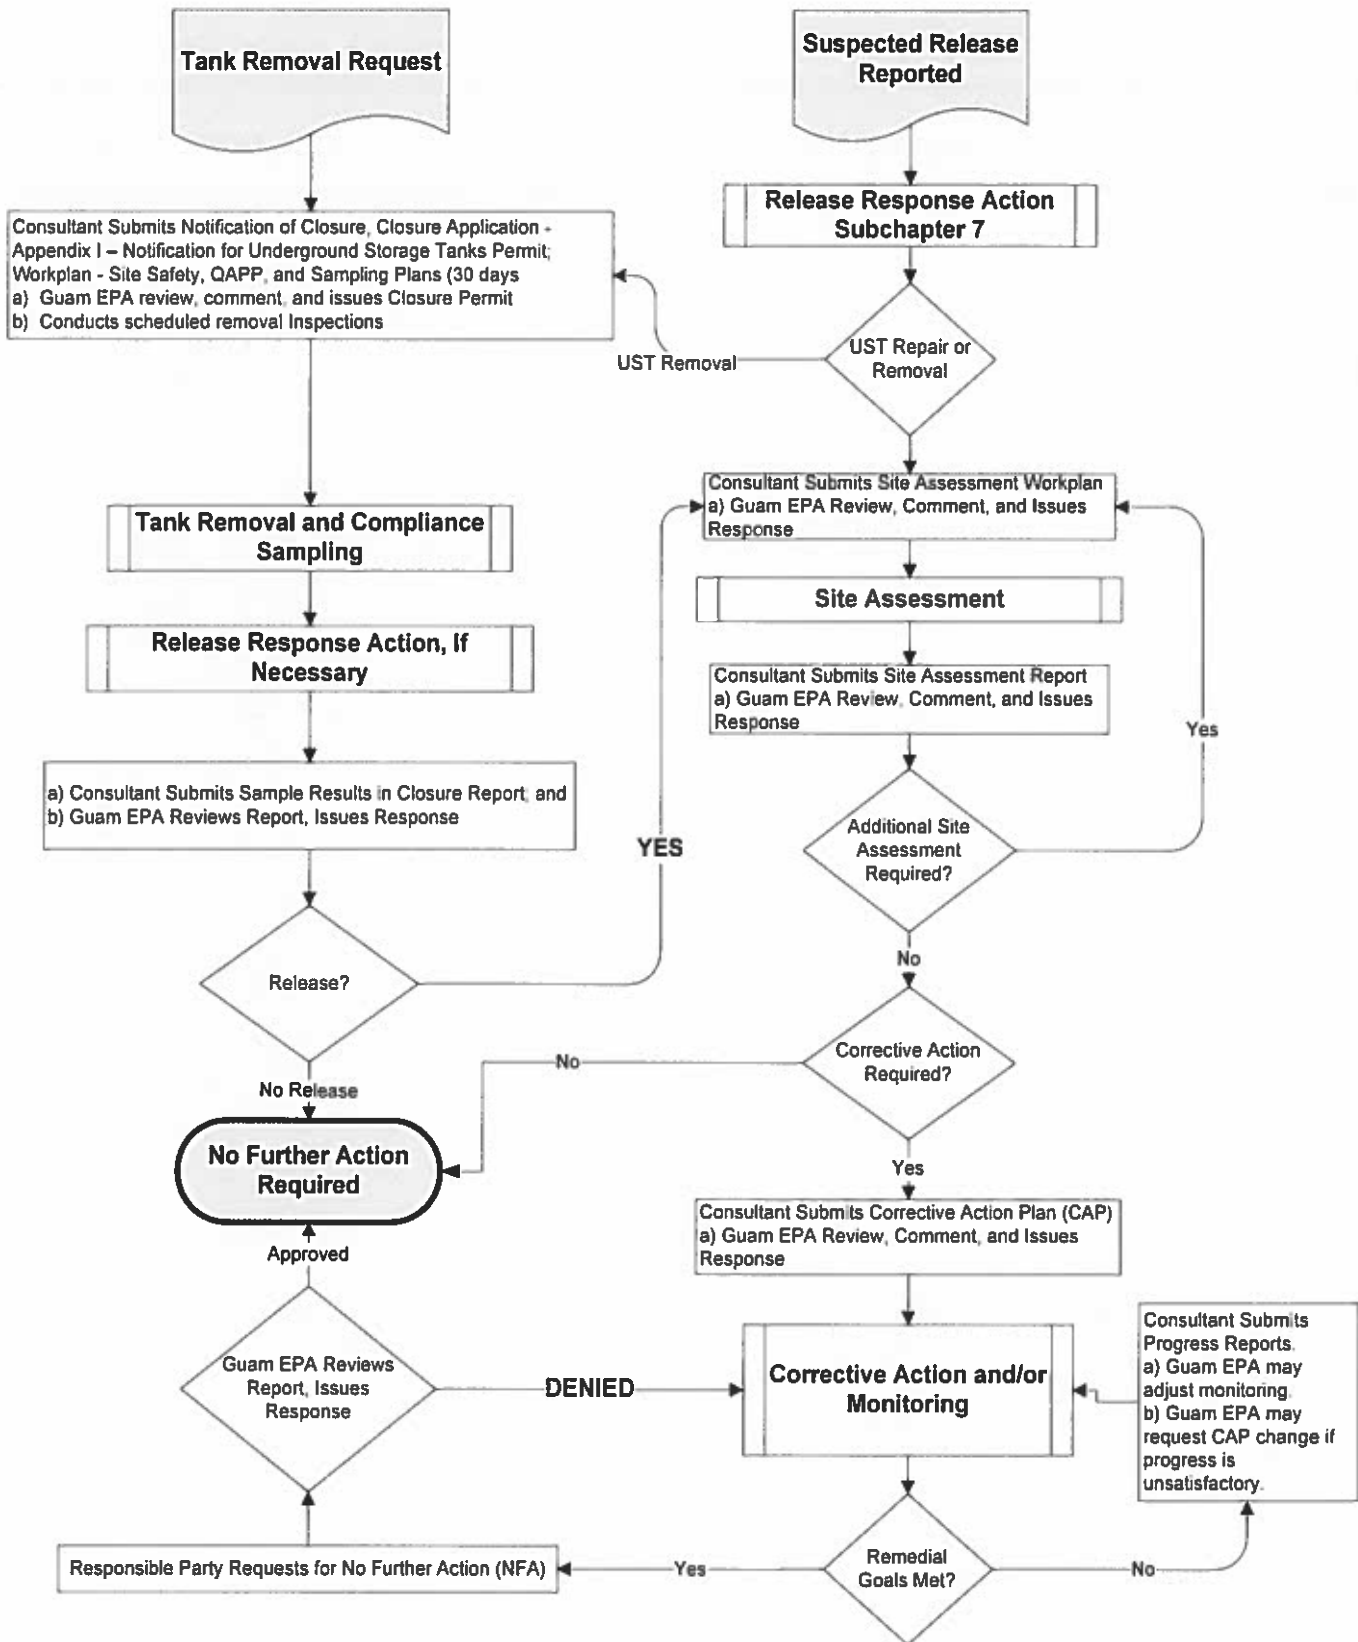 Tank Removal Request
Suspected Release
Reported
Release Response Action
Subchapter 7
Consultant Submits Notification of Closure, Closure Application -
Appendix I – Notification for Underground Storage Tanks Permit;
Workplan - Site Safety, QAPP, and Sampling Plans (30 days
a) Guam EPA review, comment, and issues Closure Permit
b) Conducts scheduled removal Inspections
UST Repair or
Removal
UST Removal
Consultant Submits Site Assessment Workplan
a) Guam EPA Review, Comment, and Issues
Response
Tank Removal and Compliance
Sampling
Site Assessment
Release Response Action, If
Necessary
Consultant Submits Site Assessment Report
a) Guam EPA Review, Comment, and Issues
Response
Yes
a) Consultant Submits Sample Results in Closure Report; and
b) Guam EPA Reviews Report, Issues Response
YES
Additional Site
Assessment
Required?
No
Release?
No Release
No
Corrective Action
Required?
No Further Action
Required
Yes
Consultant Submits Corrective Action Plan (CAP)
a) Guam EPA Review, Comment, and Issues
Response
Approved
Guam EPA Reviews
Report, Issues
Response
DENIED
Corrective Action and/or
Monitoring
Consultant Submits
Progress Reports.
a) Guam EPA may
adjust monitoring.
b) Guam EPA may
request CAP change if
progress is
unsatisfactory.
Responsible Party Requests for No Further Action (NFA)
Yes
Remedial
Goals Met?
No